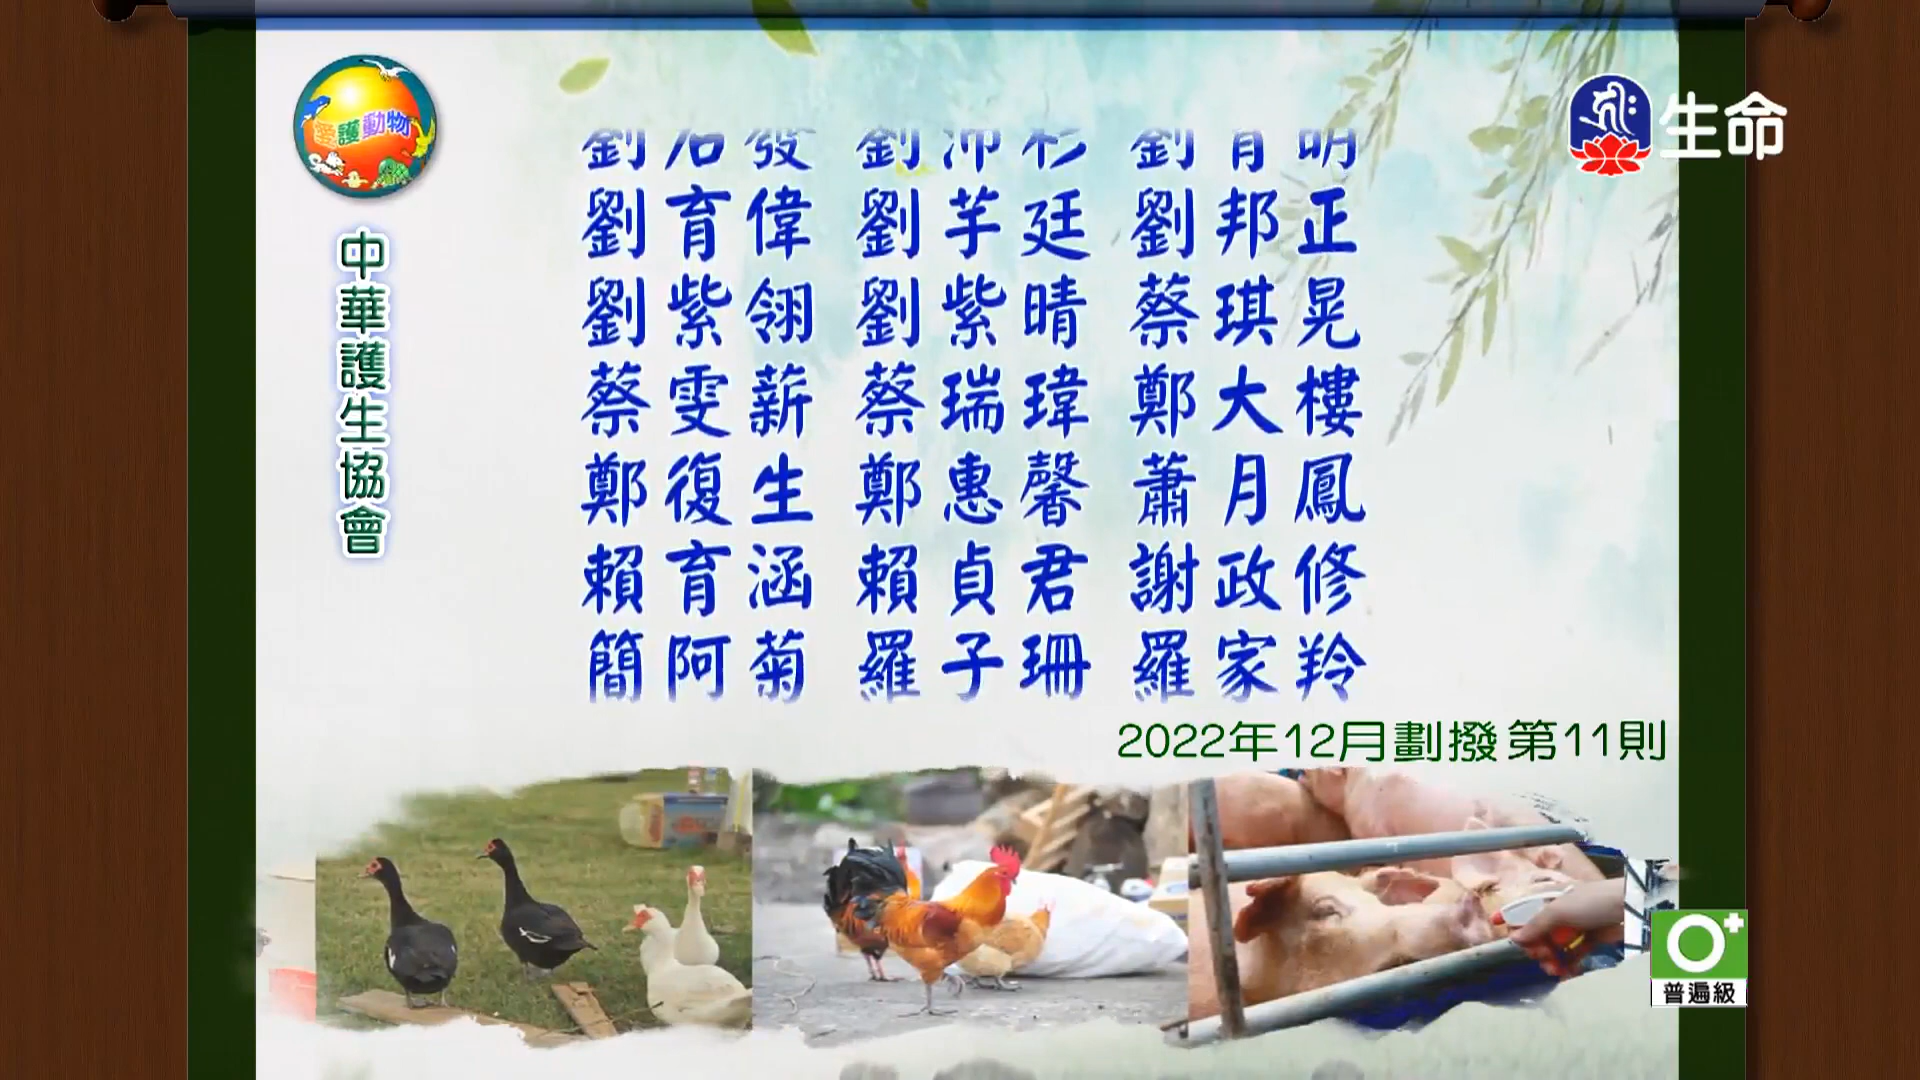 愛護動物
生命
中華護生協會
劉育偉 劉芋廷 劉邦正
劉紫翎 劉紫晴 蔡琪晃
蔡雯薪 蔡瑞瑋 鄭大樓
鄭復生 鄭惠馨 蕭月鳳
賴育涵 賴貞君 謝政修
簡阿菊 羅子珊 羅家羚
2022年12月劃撥第11則
普遍級